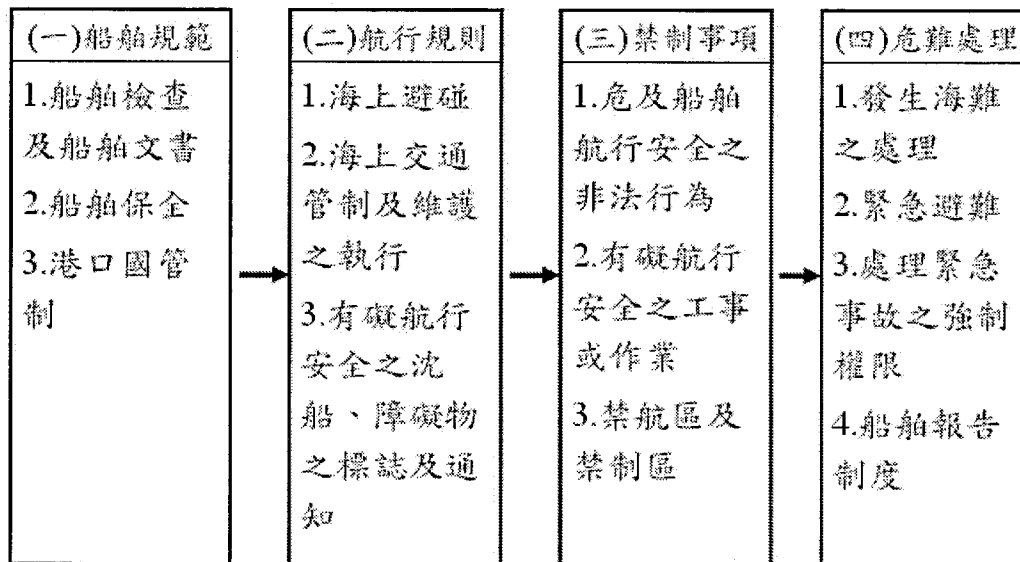 (一)船舶規範
1.船舶檢查
及船舶文書
2.船舶保全
3.港口國管
制
(二)航行規則
1.海上避碰
2.海上交通
管制及維護
之執行
3.有礙航行
安全之沈
船、障礙物
之標誌及通
知
(三)禁制事項
1.危及船舶
航行安全之
非法行為
2.有礙航行
安全之工事
或作業
3.禁航區及
禁制區
(四)危難處理
1.發生海難
之處理
2.緊急避難
3.處理緊急
事故之強制
權限
4.船舶報告
制度